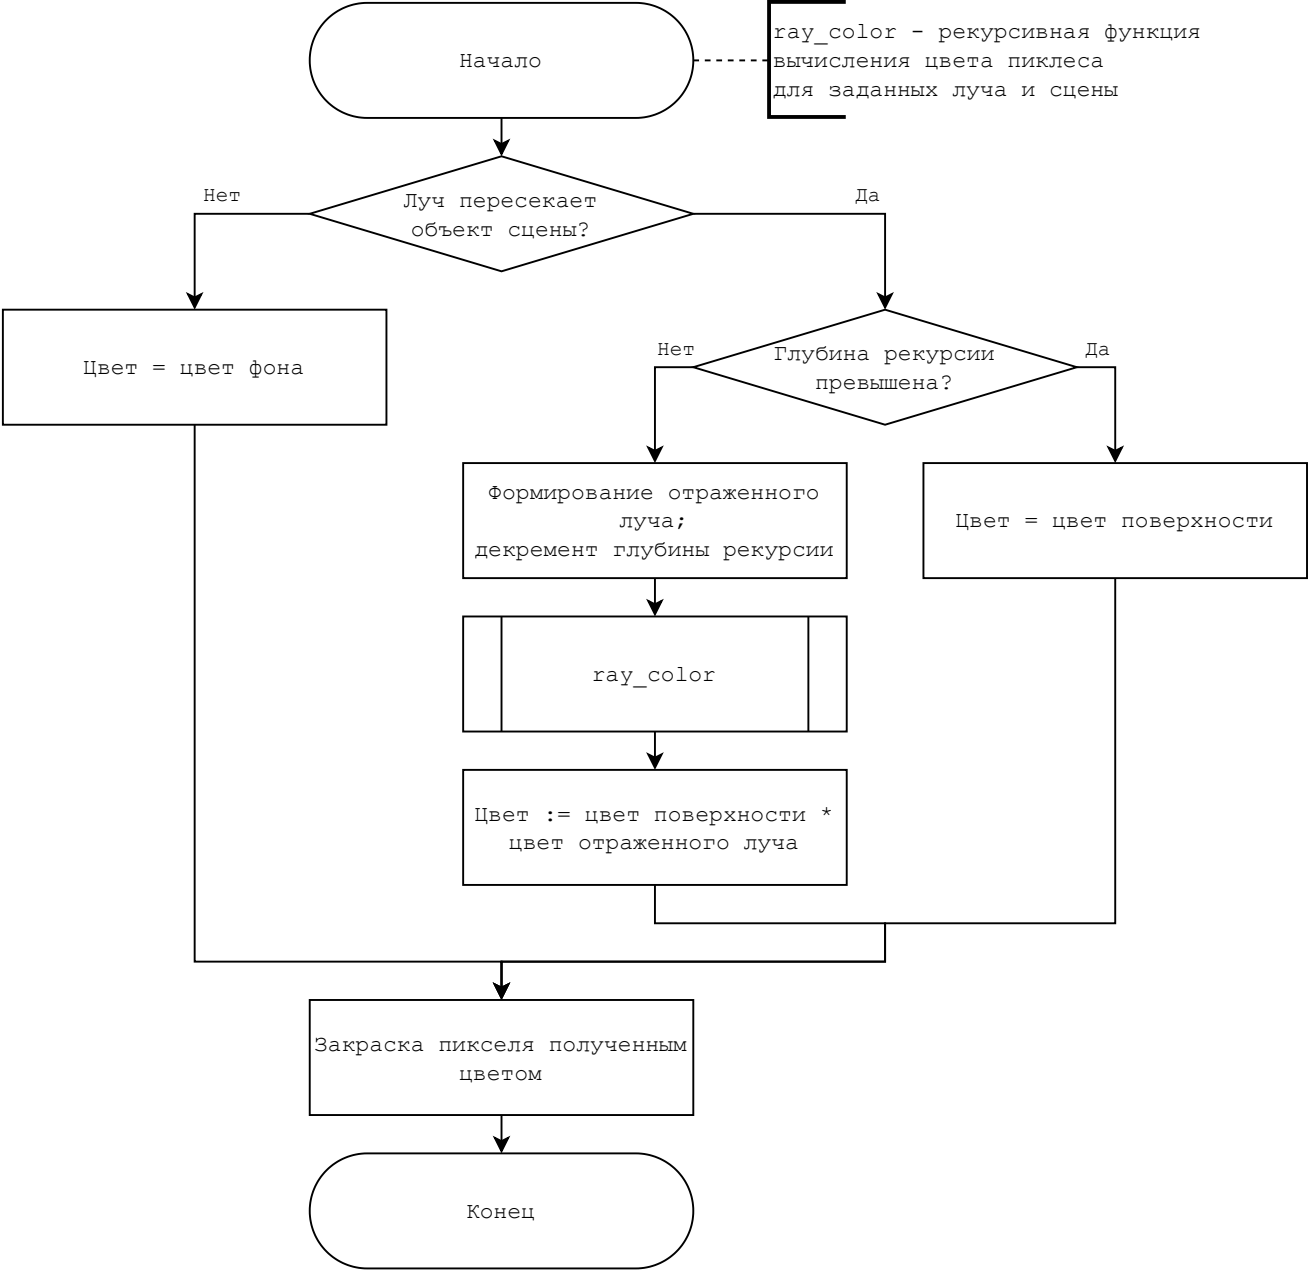 Начало
ray_color - рекурсивная функция
вычисления цвета пиклеса
для заданных луча и сцены
Нет
Да
Луч пересекает
объект сцены?
Цвет = цвет фона
Нет
Да
Глубина рекурсии
превышена?
Формирование отраженного
луча;
декремент глубины рекурсии
Цвет = цвет поверхности
ray_color
Цвет := цвет поверхности *
цвет отраженного луча
Закраска пикселя полученным
цветом
Конец